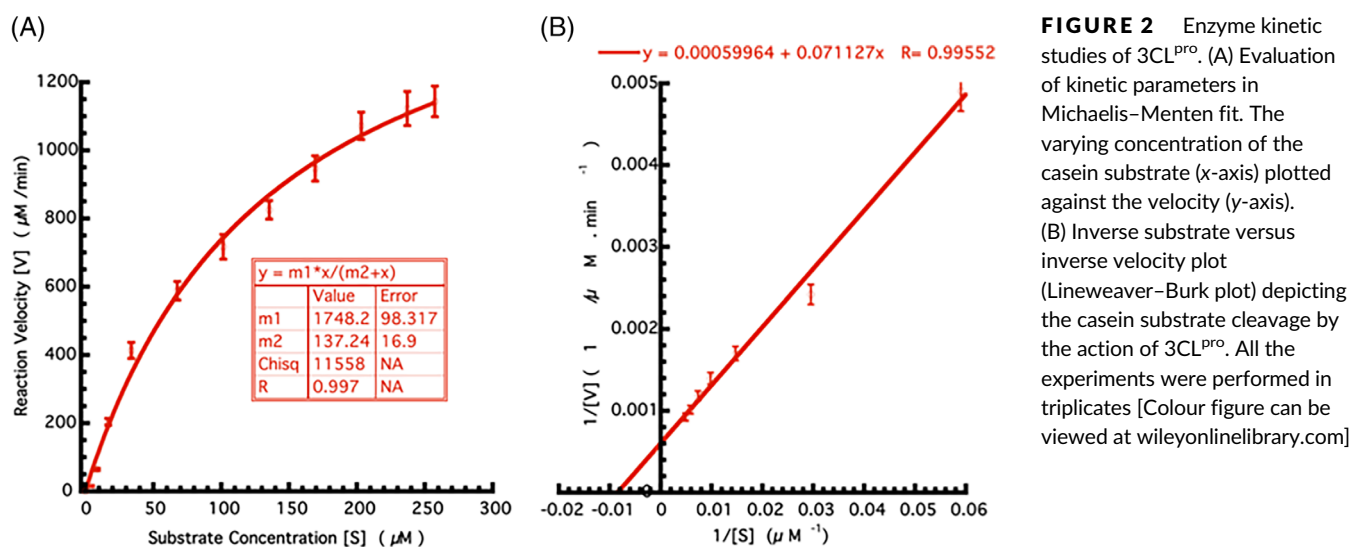 (A)
1200
1000
800
600
400
200
0
Reaction Velocity [V] ( μM /min)
0 50 100 150 200 250 300
Substrate Concentration [S] ( μM)
y = m1*x/(m2+x)
Value Error
m1 1748.2 98.317
m2 137.24 16.9
Chisq 11558 NA
R 0.997 NA
(B)
y = 0.00059964 + 0.071127x R= 0.99552
0.005
0.004
0.003
0.002
0.001
0
1/[V] ( 1 /μ M . min ⁻¹ )
-0.02 -0.01 0 0.01 0.02 0.03 0.04 0.05 0.06
1/[S] (μ M ⁻¹)
FIGURE 2 Enzyme kinetic
studies of 3CLᵖʳᵒ. (A) Evaluation
of kinetic parameters in
Michaelis–Menten fit. The
varying concentration of the
casein substrate (x-axis) plotted
against the velocity (y-axis).
(B) Inverse substrate versus
inverse velocity plot
(Lineweaver–Burk plot) depicting
the casein substrate cleavage by
the action of 3CLᵖʳᵒ. All the
experiments were performed in
triplicates [Colour figure can be
viewed at wileyonlinelibrary.com]